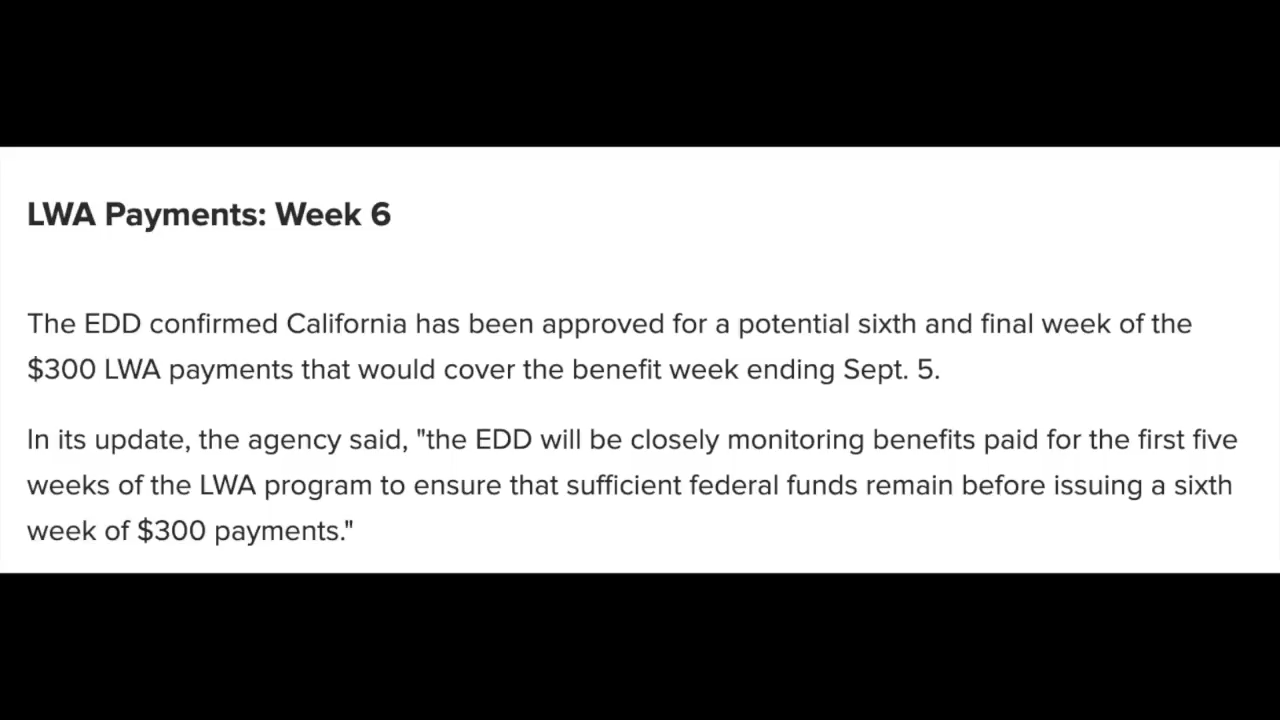 LWA Payments: Week 6
The EDD confirmed California has been approved for a potential sixth and final week of the
$300 LWA payments that would cover the benefit week ending Sept. 5.
In its update, the agency said, "the EDD will be closely monitoring benefits paid for the first five
weeks of the LWA program to ensure that sufficient federal funds remain before issuing a sixth
week of $300 payments."